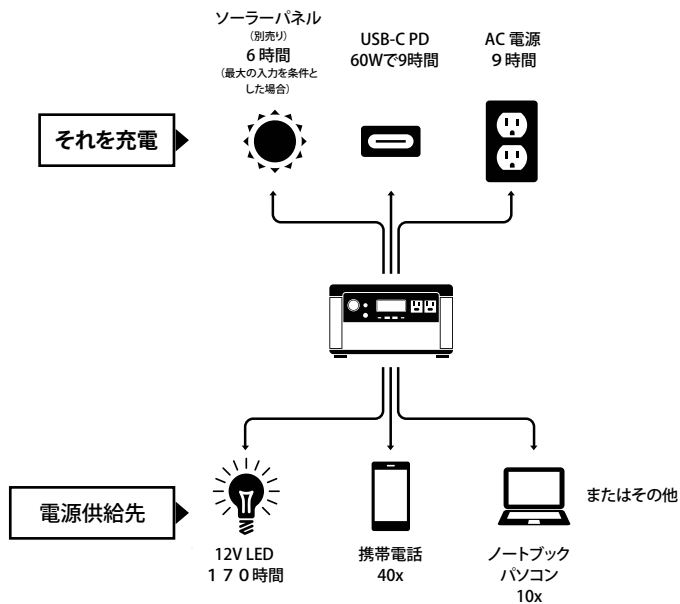 ソーラーパネル
(別売り)
6 時間
(最大の入力を条件と
した場合)
USB-C PD
60Wで9時間
AC 電源
9 時間
それを充電
電源供給先
12V LED
１７０時間
携帯電話
40x
ノートブック
パソコン
10x
またはその他